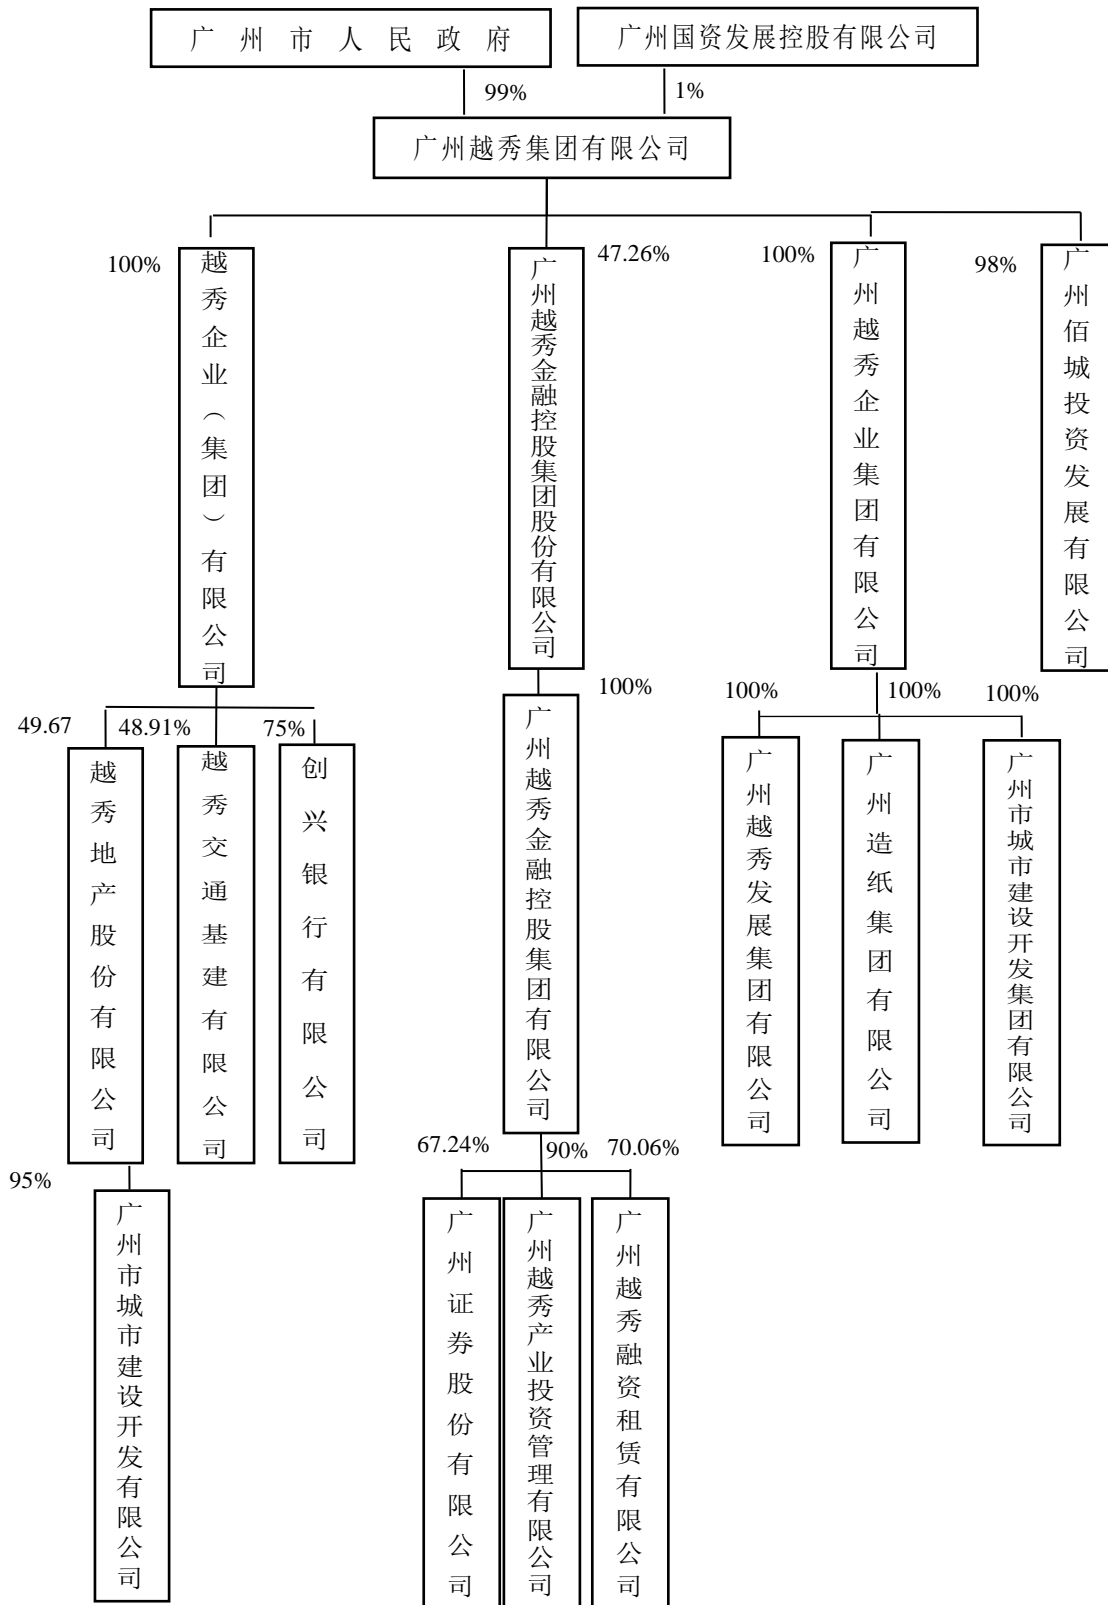 广州市人民政府
广州国资发展控股有限公司
99%
1%
广州越秀集团有限公司
100%
越秀企业（集团）有限公司
47.26%
广州越秀金融控股集团股份有限公司
100%
广州越秀企业集团有限公司
98%
广州佰城投资发展有限公司
49.67
越秀地产股份有限公司
48.91%
越秀交通基建有限公司
75%
创兴银行有限公司
100%
广州越秀金融控股集团有限公司
100%
广州越秀发展集团有限公司
100%
广州造纸集团有限公司
100%
广州市城市建设开发集团有限公司
95%
广州市城市建设开发有限公司
67.24%
广州证券股份有限公司
90%
广州越秀产业投资管理有限公司
70.06%
广州越秀融资租赁有限公司